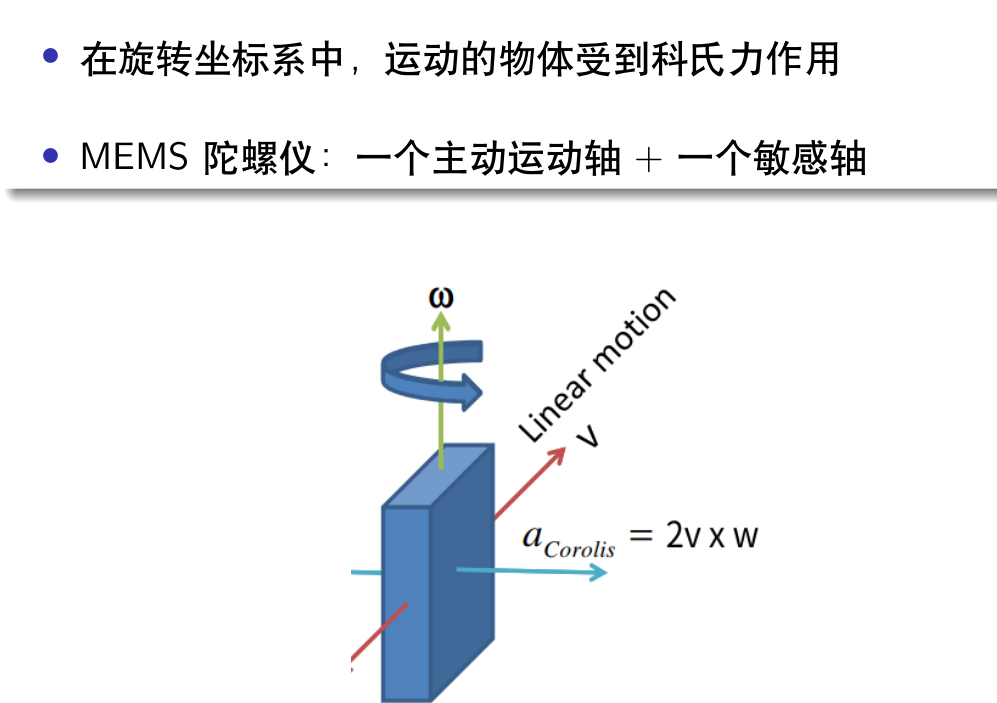 在旋转坐标系中，运动的物体受到科氏力作用
MEMS 陀螺仪：一个主动运动轴 + 一个敏感轴
ω
Linear motion
v
a_Corolis = 2v x w